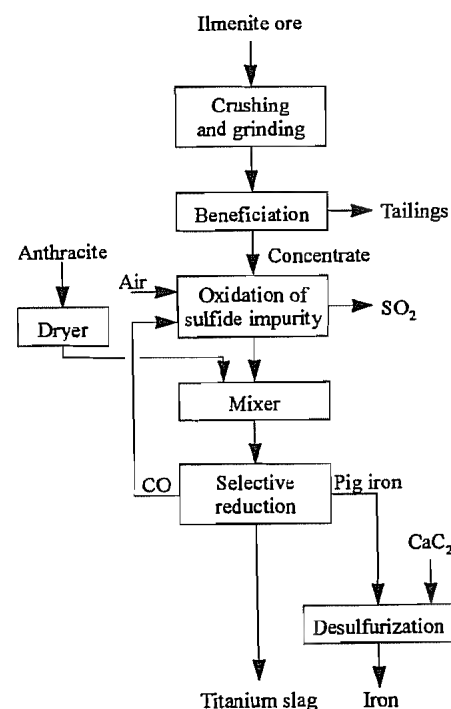 Ilmenite ore
Crushing
and grinding
Beneficiation
Tailings
Concentrate
Anthracite
Air
Oxidation of
sulfide impurity
SO₂
Dryer
Mixer
CO
Selective
reduction
Pig iron
CaC₂
Desulfurization
Titanium slag
Iron